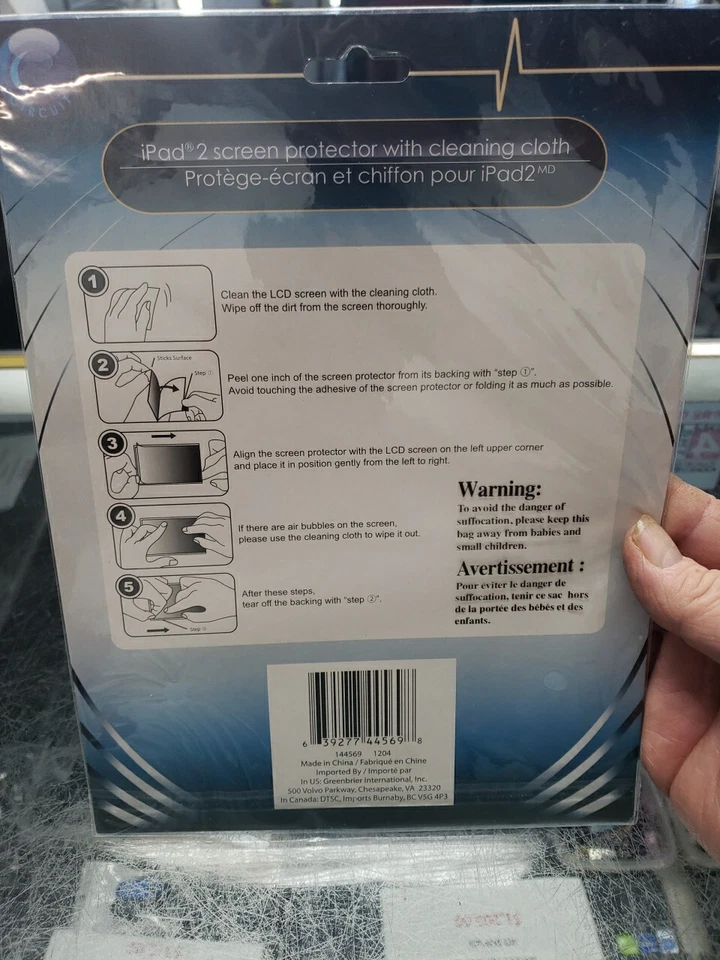 CIRCUIT
iPad® 2 screen protector with cleaning cloth
Protège-écran et chiffon pour iPad2 MD
1
Clean the LCD screen with the cleaning cloth.
Wipe off the dirt from the screen thoroughly.
2
Sticks Surface
Step ①
Peel one inch of the screen protector from its backing with "step ①".
Avoid touching the adhesive of the screen protector or folding it as much as possible.
3
Align the screen protector with the LCD screen on the left upper corner
and place it in position gently from the left to right.
4
If there are air bubbles on the screen,
please use the cleaning cloth to wipe it out.
5
Step ②
After these steps,
tear off the backing with "step ②".
Warning:
To avoid the danger of
suffocation, please keep this
bag away from babies and
small children.
Avertissement :
Pour eviter le danger de
suffocation, tenir ce sac hors
de la portée des bébés et des
enfants.
6 39277 44569 8
144569 1204
Made in China / Fabriqué en Chine
Imported By / Importé par
In US: Greenbrier International, Inc.
500 Volvo Parkway, Chesapeake, VA 23320
In Canada: DTSC, Imports Burnaby, BC V5G 4P3